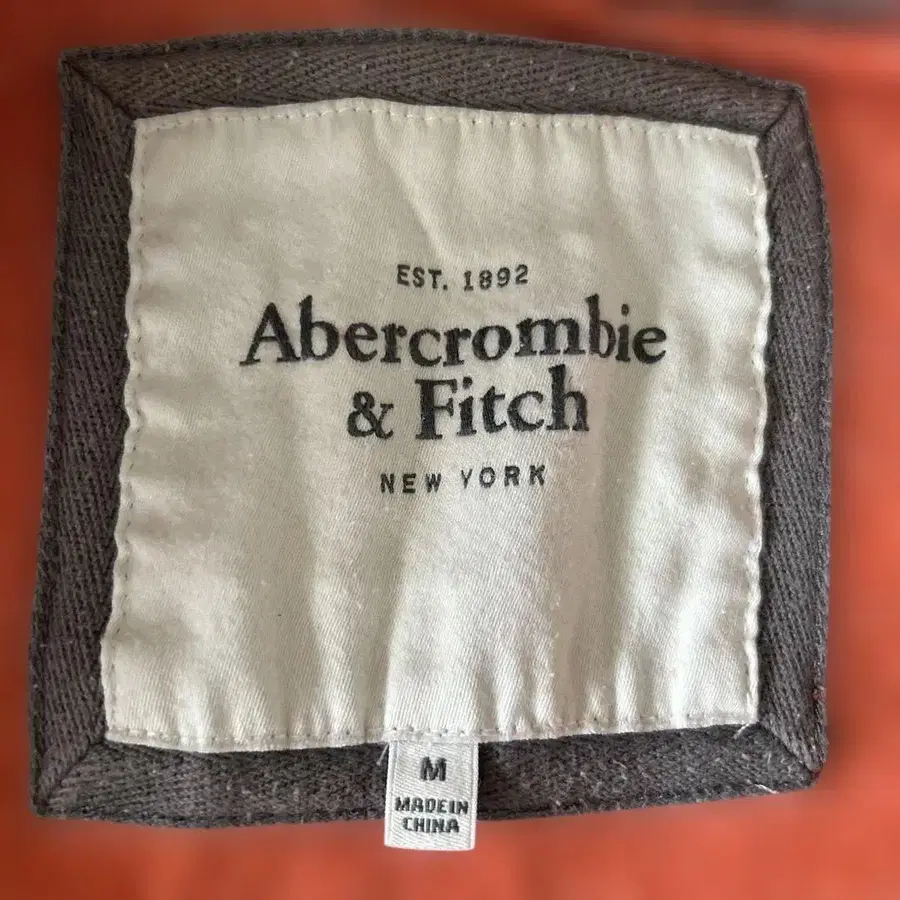 EST. 1892
Abercrombie
& Fitch
NEW YORK
M
MADE IN
CHINA